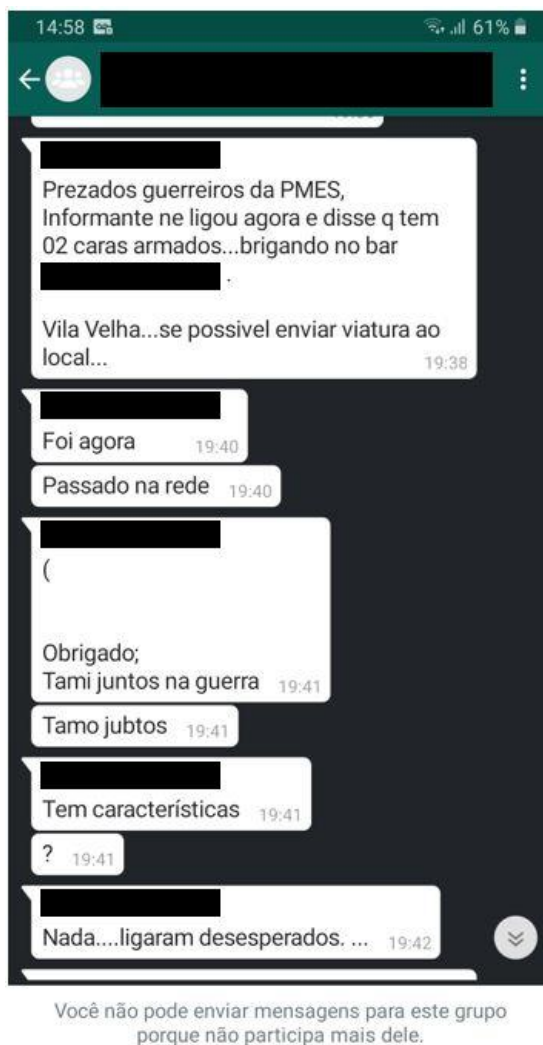 14:58
61%
Prezados guerreiros da PMES,
Informante ne ligou agora e disse q tem
02 caras armados...brigando no bar
.
Vila Velha...se possivel enviar viatura ao
local...
19:38
Foi agora 19:40
Passado na rede 19:40
(
Obrigado;
Tami juntos na guerra 19:41
Tamo jubtos 19:41
Tem características 19:41
? 19:41
Nada....ligaram desesperados. ... 19:42
Você não pode enviar mensagens para este grupo
porque não participa mais dele.